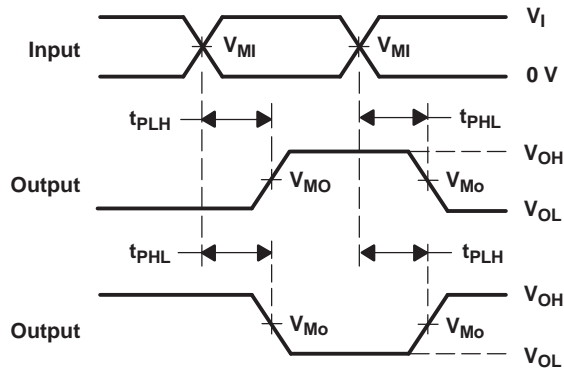 V_I
Input V_MI V_MI
0 V
t_PLH t_PHL
V_OH
Output V_MO V_Mo
V_OL
t_PHL t_PLH
V_OH
Output V_Mo V_Mo
V_OL